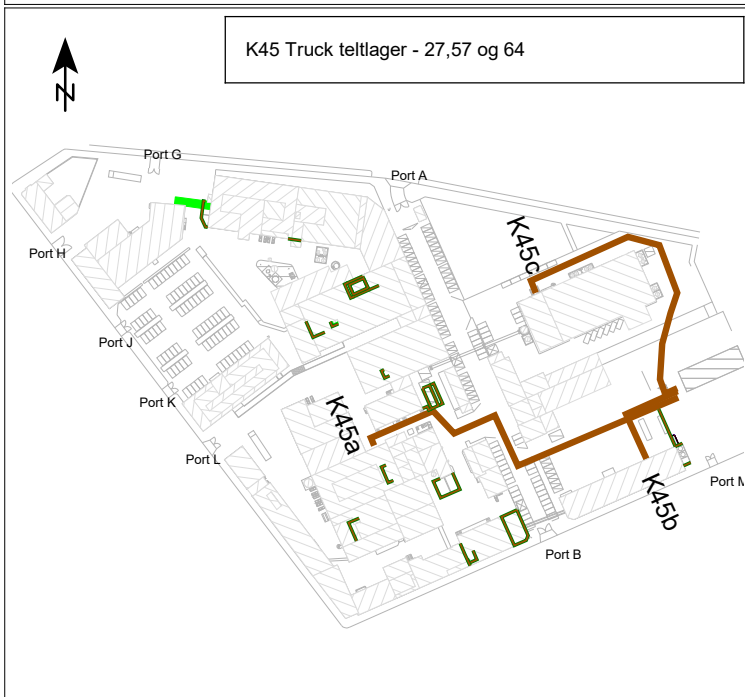 K45 Truck teltlager - 27,57 og 64
N
Port G
Port A
K45c
Port H
Port J
Port K
K45a
Port L
Port M
K45b
Port B